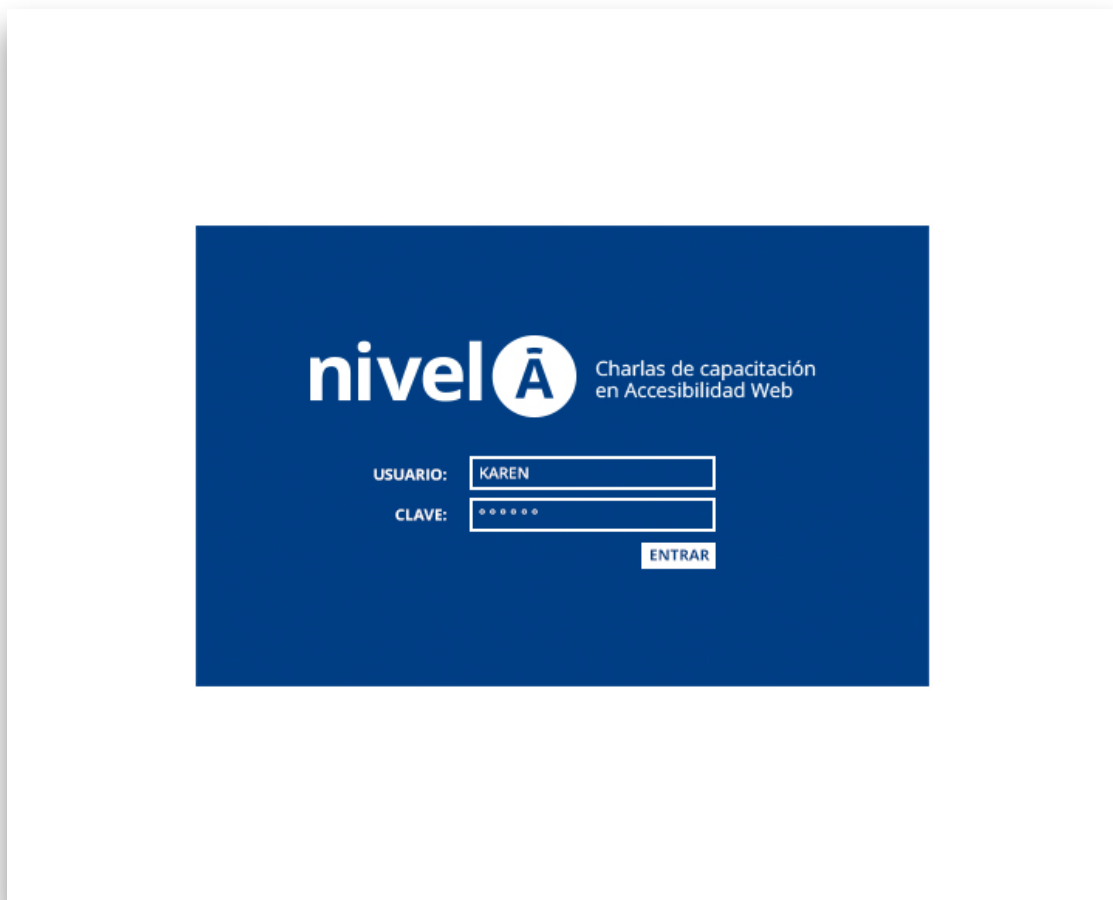 nivel Ā
Charlas de capacitación
en Accesibilidad Web
USUARIO: KAREN
CLAVE: °°°°°°
ENTRAR